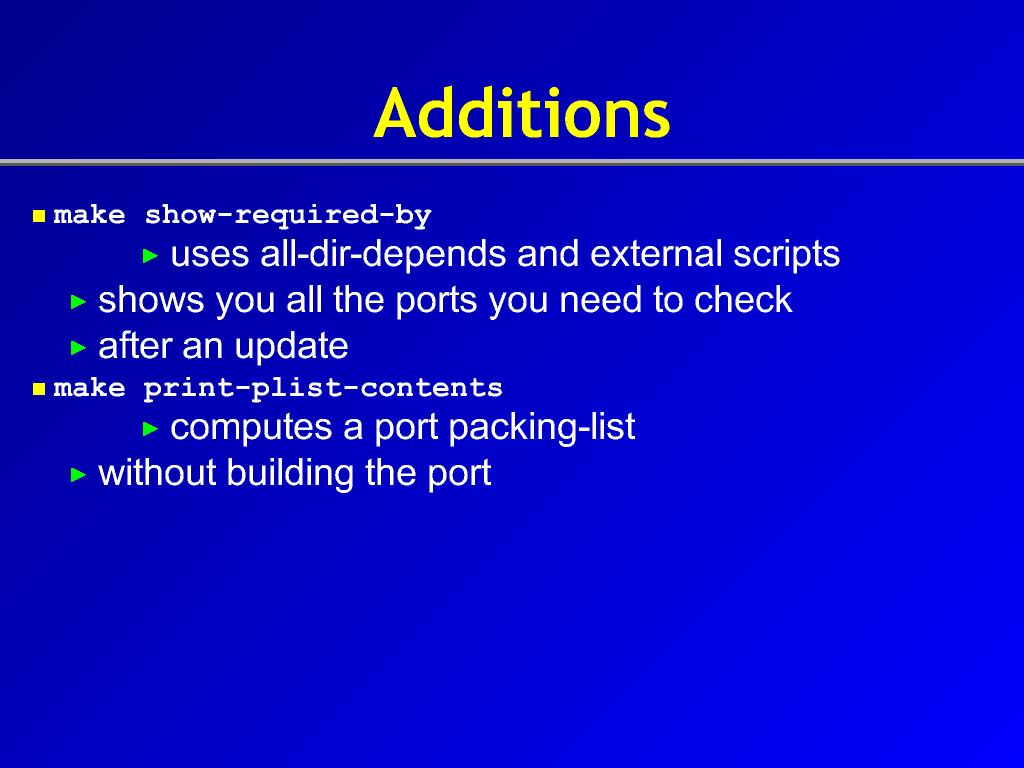 Additions
make show-required-by
uses all-dir-depends and external scripts
shows you all the ports you need to check
after an update
make print-plist-contents
computes a port packing-list
without building the port